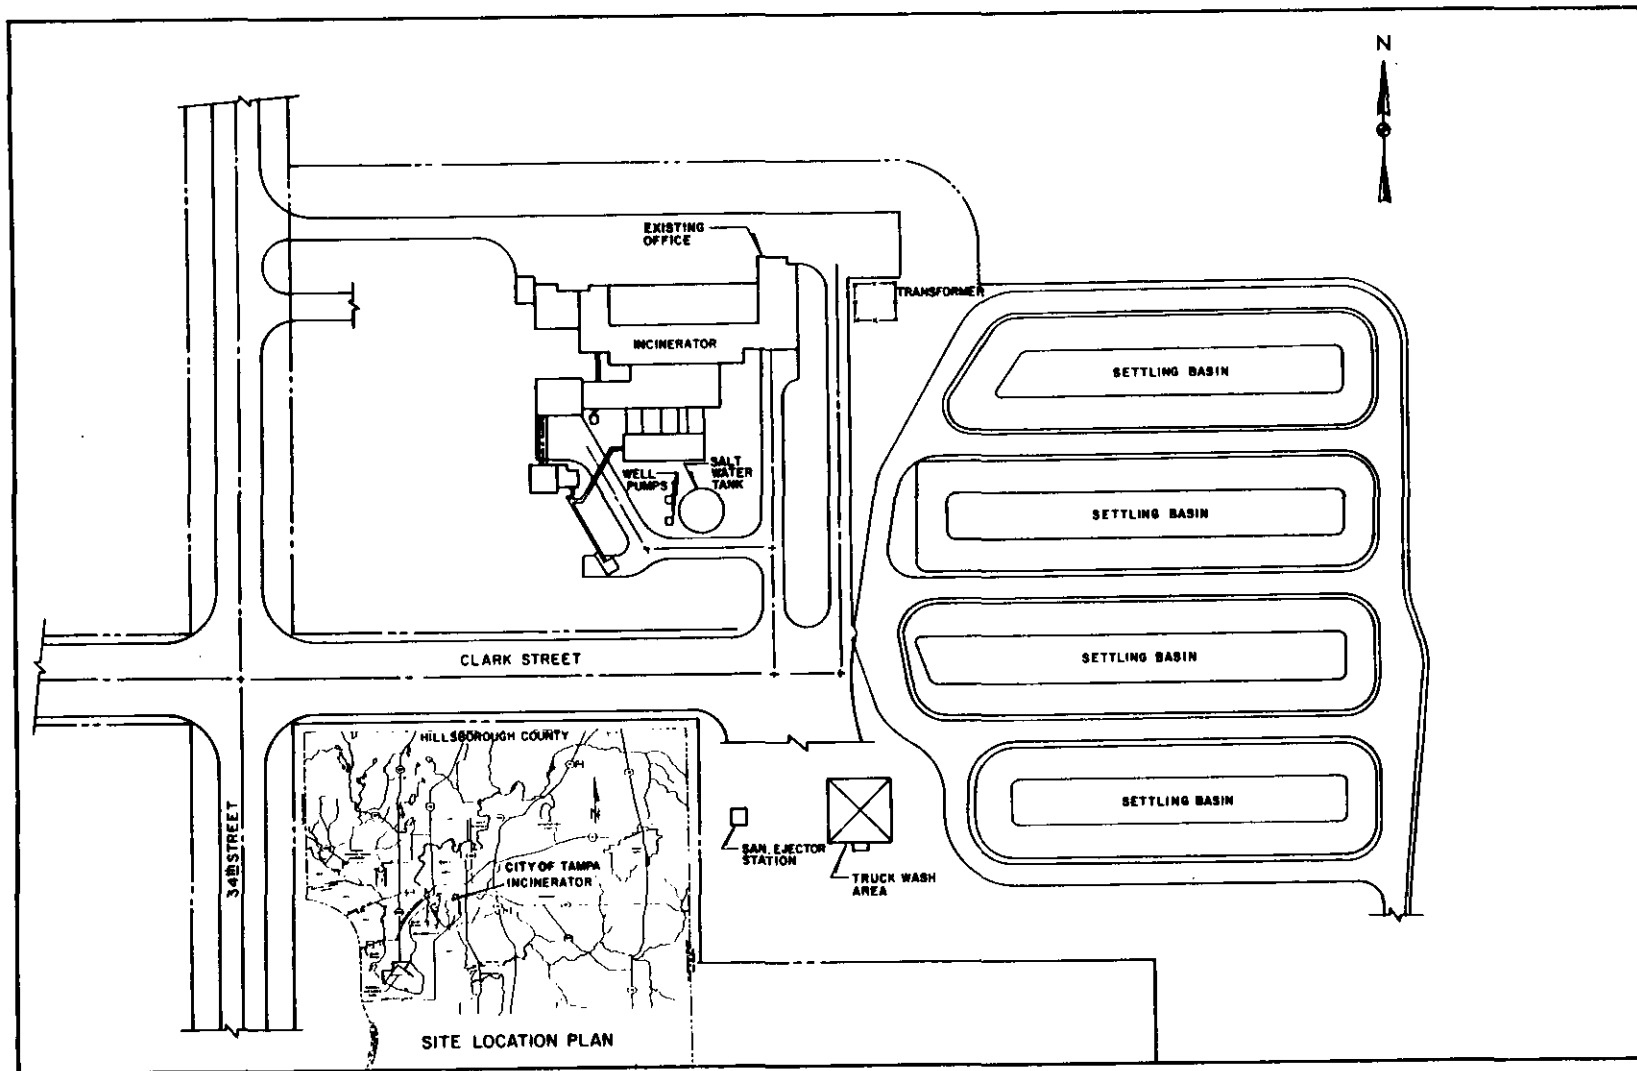 N
EXISTING
OFFICE
TRANSFORMER
INCINERATOR
SETTLING BASIN
WELL
PUMPS
SALT
WATER
TANK
SETTLING BASIN
CLARK STREET
SETTLING BASIN
HILLSBOROUGH COUNTY
34th STREET
SETTLING BASIN
SAN. EJECTOR
STATION
TRUCK WASH
AREA
CITY OF TAMPA
INCINERATOR
SITE LOCATION PLAN